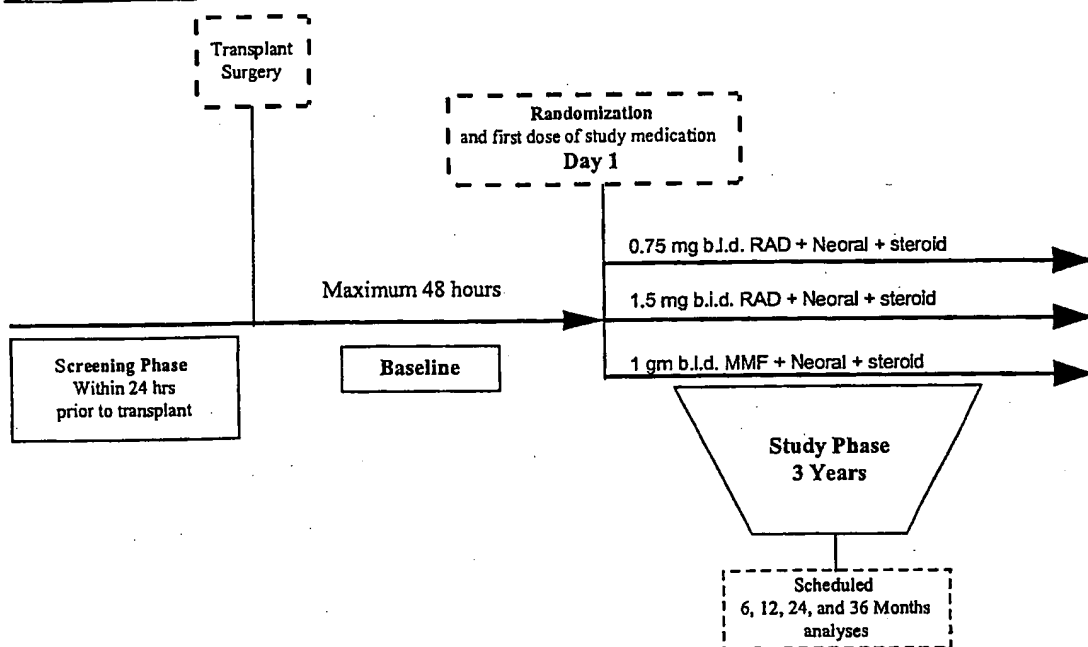 Transplant
Surgery
Randomization
and first dose of study medication
Day 1
0.75 mg b.i.d. RAD + Neoral + steroid
Maximum 48 hours
1.5 mg b.i.d. RAD + Neoral + steroid
Screening Phase
Within 24 hrs
prior to transplant
Baseline
1 gm b.i.d. MMF + Neoral + steroid
Study Phase
3 Years
Scheduled
6, 12, 24, and 36 Months
analyses